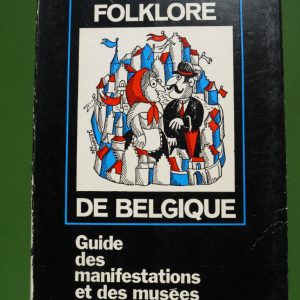 FOLKLORE
DE BELGIQUE
Guide
des
manifestations
et des musées